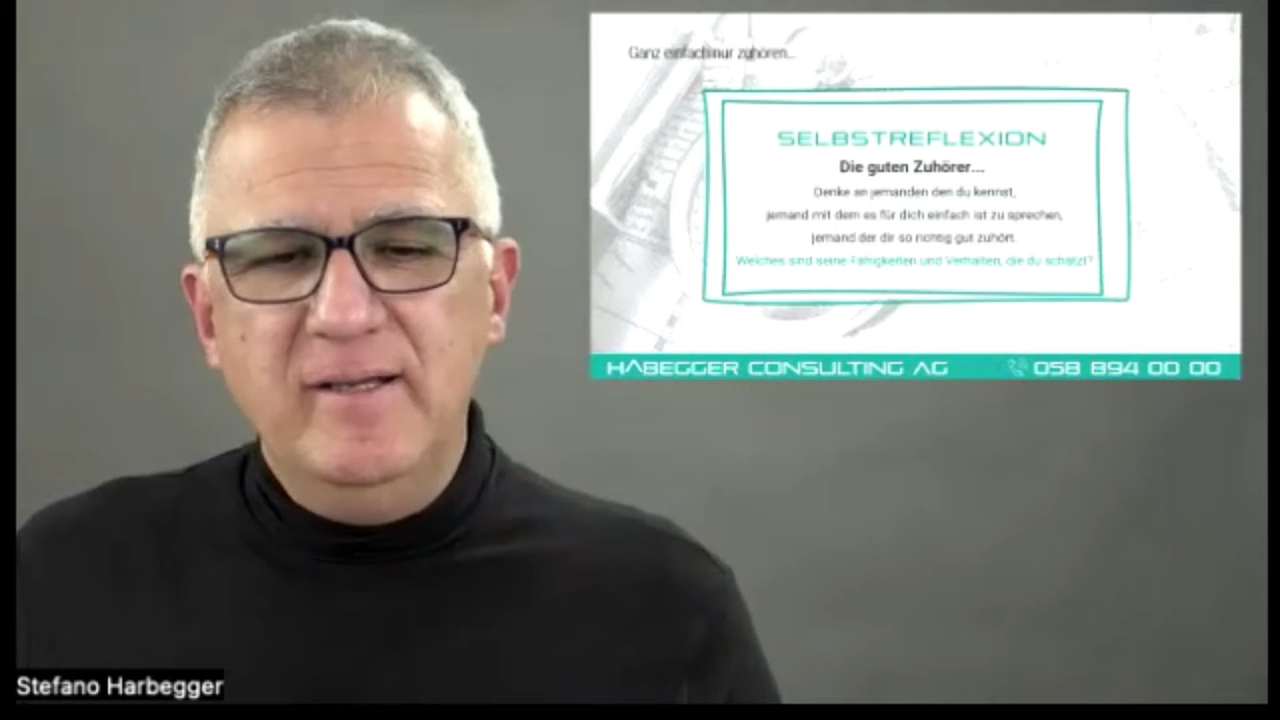 Ganz einfach nur zuhören...
SELBSTREFLEXION
Die guten Zuhörer....
Denke an jemanden den du kennst,
jemand mit dem es für dich einfach ist zu sprechen,
jemand der dir so richtig gut zuhört.
Welches sind seine Fähigkeiten und Verhalten, die du schätzt?
HABEGGER CONSULTING AG
058 894 00 00
Stefano Harbegger